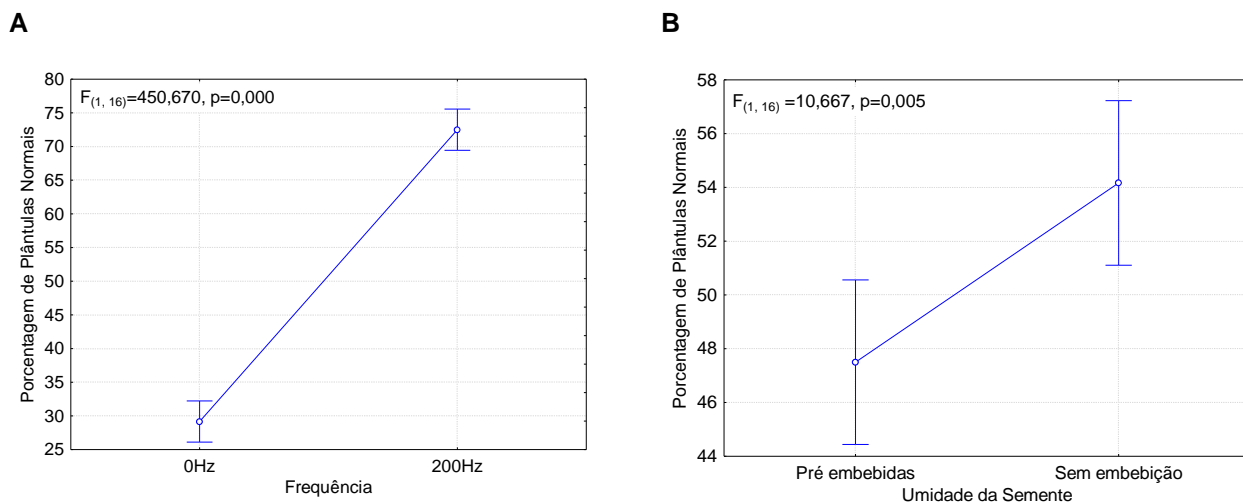 A
F(1, 16)=450,670, p=0,000
Porcentagem de Plântulas Normais
80
75
70
65
60
55
50
45
40
35
30
25
0Hz 200Hz
Frequência
B
F(1, 16) =10,667, p=0,005
Porcentagem de Plântulas Normais
58
56
54
52
50
48
46
44
Pré embebidas Sem embebição
Umidade da Semente